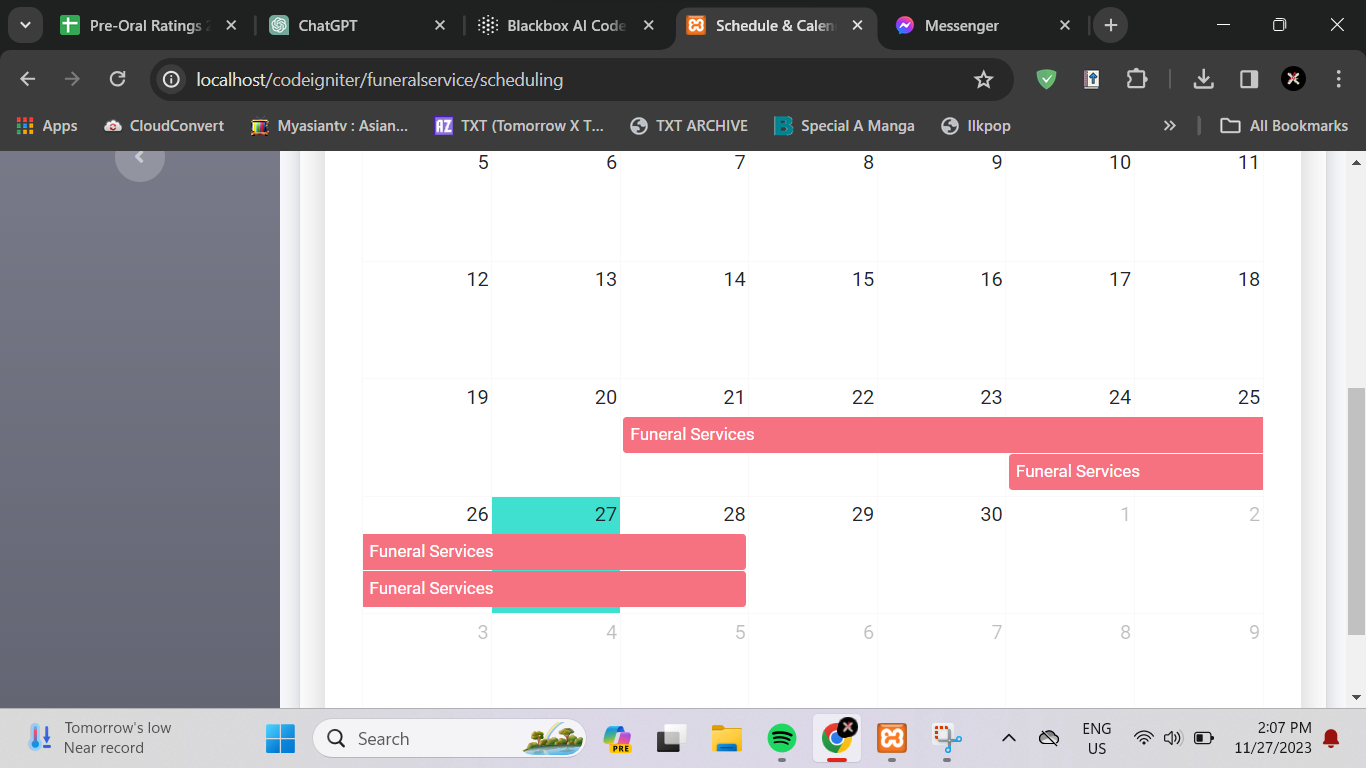 Pre-Oral Ratings 2
ChatGPT
Blackbox AI Code
Schedule & Calen
Messenger
localhost/codeigniter/funeralservice/scheduling
Apps
CloudConvert
Myasiantv : Asian...
AZ
TXT (Tomorrow X T...
TXT ARCHIVE
Special A Manga
Ilkpop
All Bookmarks
5 6 7 8 9 10 11
12 13 14 15 16 17 18
19 20 21 22 23 24 25
Funeral Services
Funeral Services
26 27 28 29 30 1 2
Funeral Services
Funeral Services
3 4 5 6 7 8 9
Tomorrow's low
Near record
Search
PRE
ENG
US
2:07 PM
11/27/2023